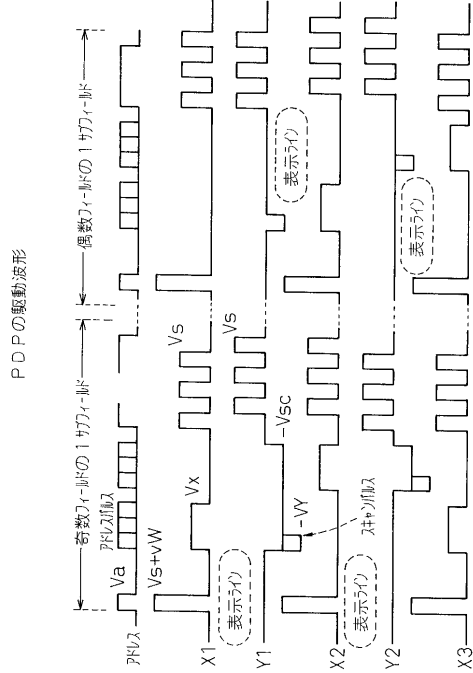 PDPの駆動波形
奇数フィールドの1サブフィールド
偶数フィールドの1サブフィールド
アドレスパルス
Va
アドレス
Vs+vW
Vs
Vx
X1
表示ライン
Vs
Y1
-Vsc
表示ライン
-VY
X2
スキャンパルス
表示ライン
Y2
表示ライン
X3